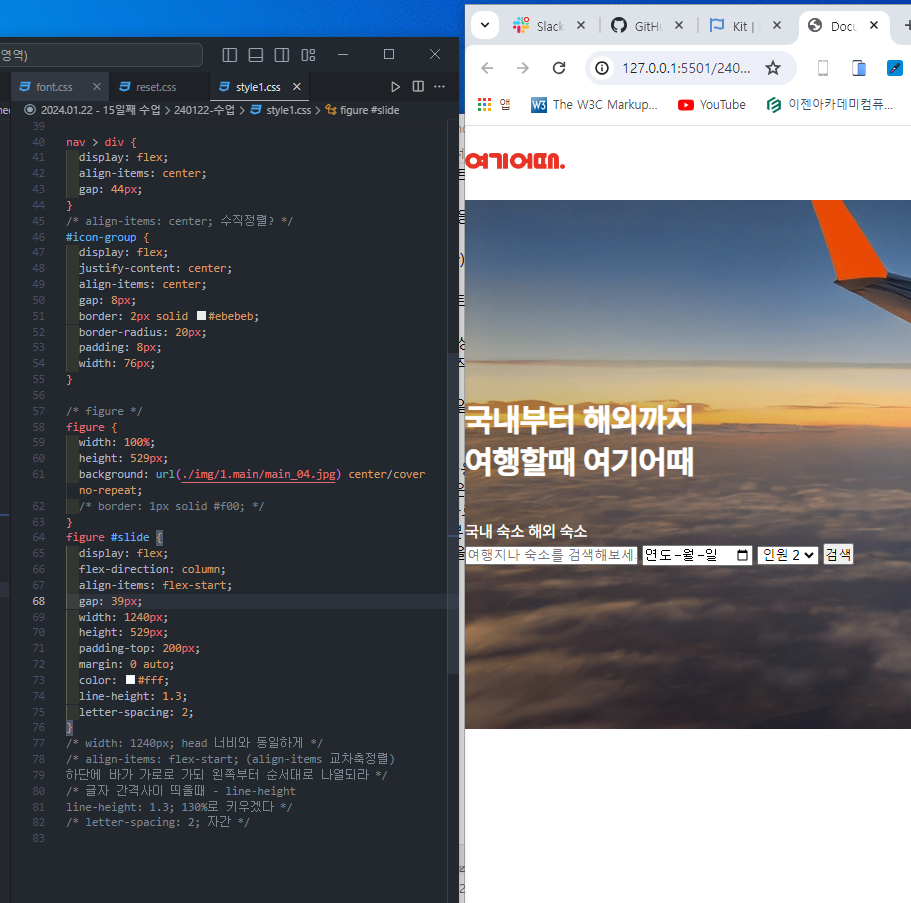 영역)
font.css
reset.css
style1.css
2024.01.22 - 15일째 수업 > 240122-수업 > style1.css > figure #slide
39
40 nav > div {
41 display: flex;
42 align-items: center;
43 gap: 44px;
44 }
45 /* align-items: center; 수직정렬? */
46 #icon-group {
47 display: flex;
48 justify-content: center;
49 align-items: center;
50 gap: 8px;
51 border: 2px solid #ebebeb;
52 border-radius: 20px;
53 padding: 8px;
54 width: 76px;
55 }
56
57 /* figure */
58 figure {
59 width: 100%;
60 height: 529px;
61 background: url(./img/1.main/main_04.jpg) center/cover
no-repeat;
62 /* border: 1px solid #f00; */
63 }
64 figure #slide {
65 display: flex;
66 flex-direction: column;
67 align-items: flex-start;
68 gap: 39px;
69 width: 1240px;
70 height: 529px;
71 padding-top: 200px;
72 margin: 0 auto;
73 color: #fff;
74 line-height: 1.3;
75 letter-spacing: 2;
76 }
77 /* width: 1240px; head 너비와 동일하게 */
78 /* align-items: flex-start; (align-items 교차축정렬)
79 하단에 바가 가로로 가되 왼쪽부터 순서대로 나열되라 */
80 /* 글자 간격사이 띄울때 - line-height
81 line-height: 1.3; 130%로 키우겠다 */
82 /* letter-spacing: 2; 자간 */
83
Slack
GitH
Kit |
Docu
127.0.0.1:5501/240...
앱
W3 The W3C Markup...
YouTube
이젠아카데미컴퓨...
여기어때.
국내부터 해외까지
여행할때 여기어때
국내 숙소 해외 숙소
여행지나 숙소를 검색해보세. 연도-월-일 인원 2 검색